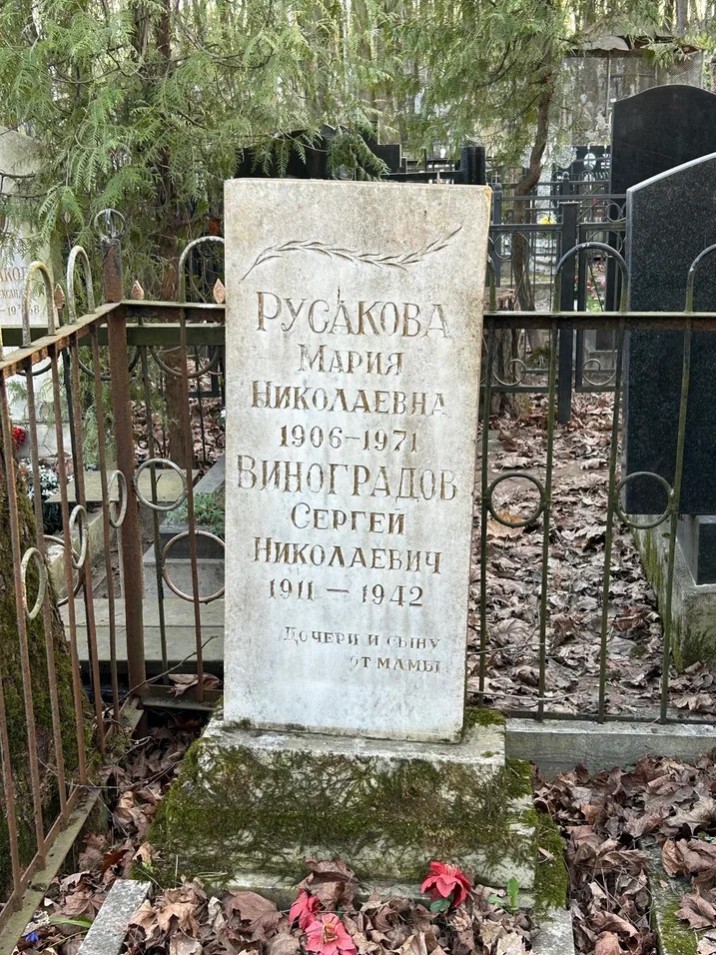 РУСАКОВА
МАРИЯ
НИКОЛАЕВНА
1906-1971
ВИНОГРАДОВ
СЕРГЕЙ
НИКОЛАЕВИЧ
1911 — 1942
ДОЧЕРИ И СЫНУ
ОТ МАМЫ